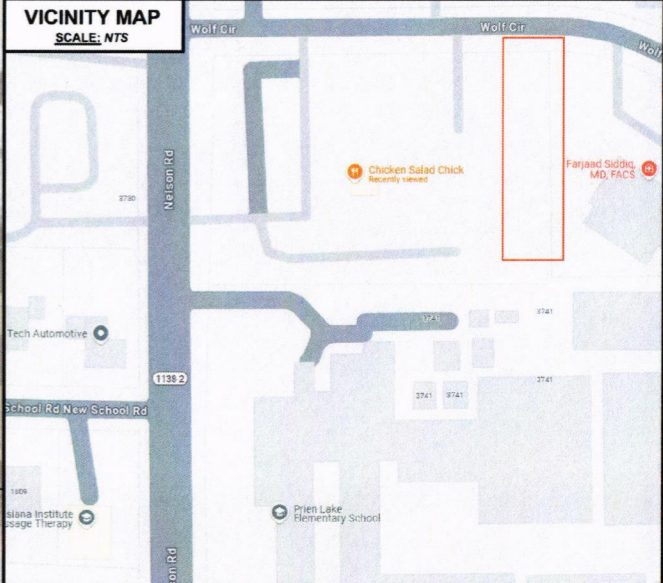 VICINITY MAP
SCALE: NTS
Wolf Cir
Wolf Cir
Wolf
Nelson Rd
3780
Chicken Salad Chick
Recently viewed
Farjaad Siddiq,
MD, FACS
Tech Automotive
3741
3741
1138 2
3741
3741
3741
School Rd New School Rd
1809
siana Institute
ssage Therapy
Prien Lake
Elementary School
on Rd